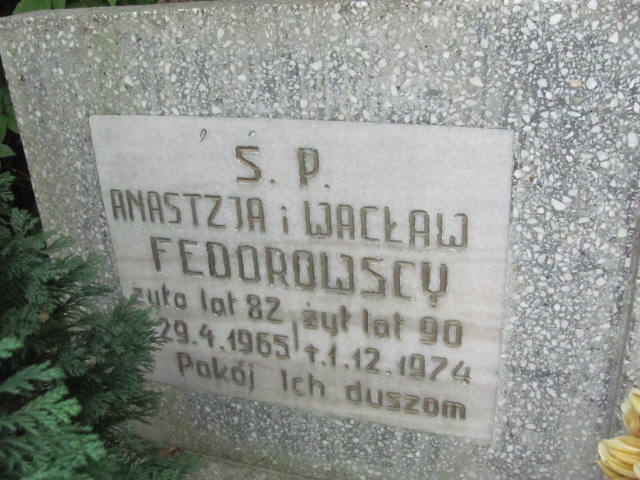 Ś. P.
ANASTZJA i WACŁAW
FEDOROWSCY
żyła lat 82 żył lat 90
29.4.1965 †.1.12.1974
Pokój Ich duszom